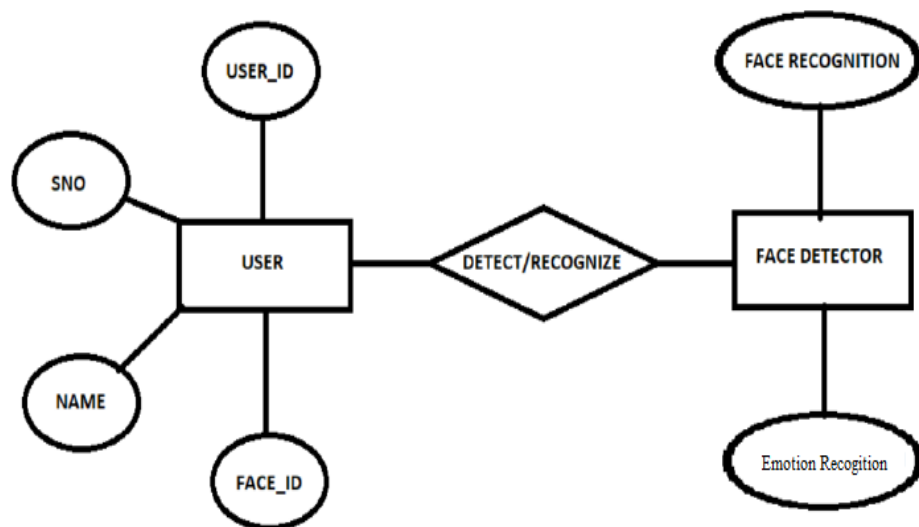 FACE RECOGNITION
USER_ID
SNO
USER
DETECT/RECOGNIZE
FACE DETECTOR
NAME
Emotion Recogition
FACE_ID